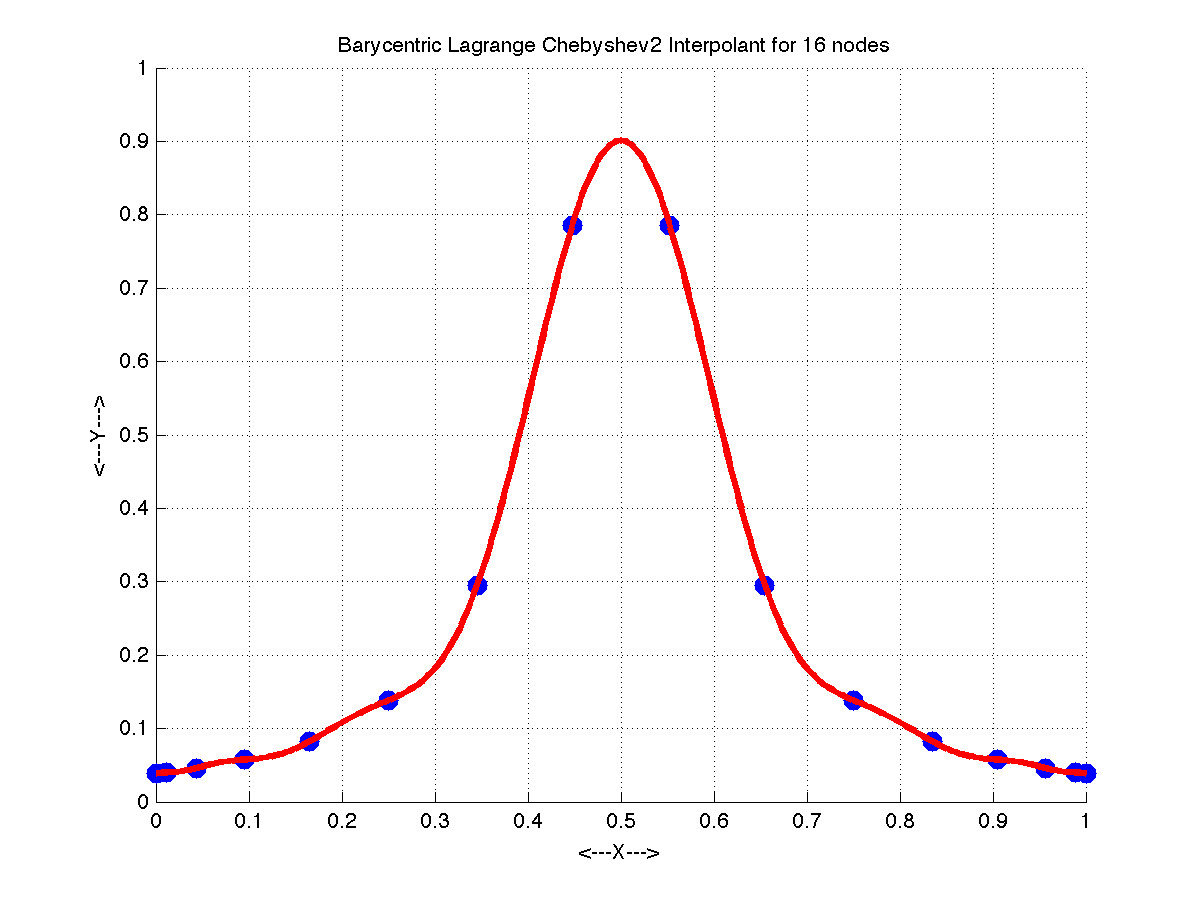 Barycentric Lagrange Chebyshev2 Interpolant for 16 nodes
1
0.9
0.8
0.7
0.6
0.5
0.4
0.3
0.2
0.1
0
<---Y--->
0 0.1 0.2 0.3 0.4 0.5 0.6 0.7 0.8 0.9 1
<---X--->